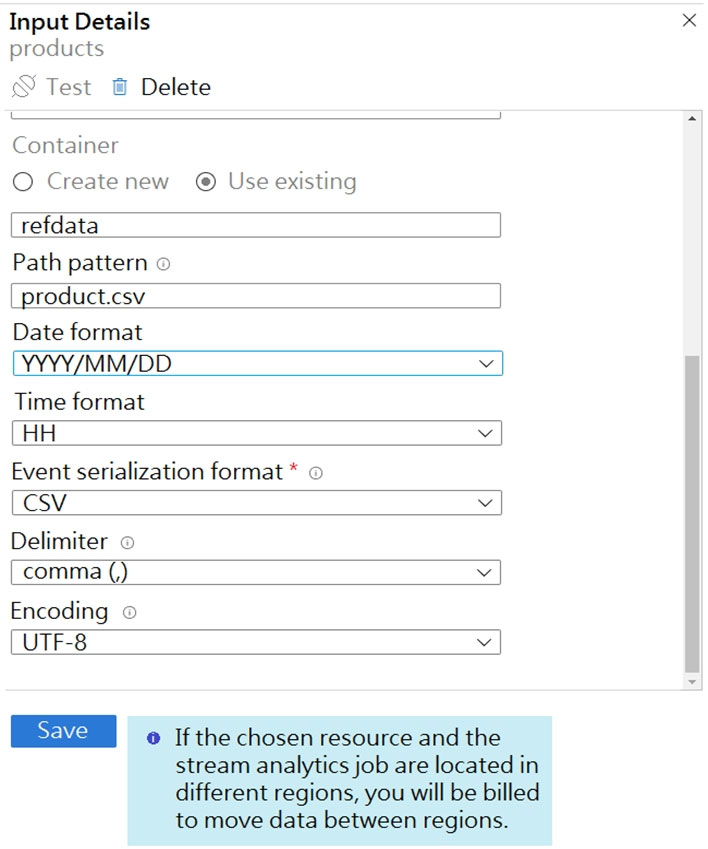 Input Details
products
Test Delete
Container
Create new Use existing
refdata
Path pattern
product.csv
Date format
YYYY/MM/DD
Time format
HH
Event serialization format *
CSV
Delimiter
comma (,)
Encoding
UTF-8
Save
If the chosen resource and the
stream analytics job are located in
different regions, you will be billed
to move data between regions.